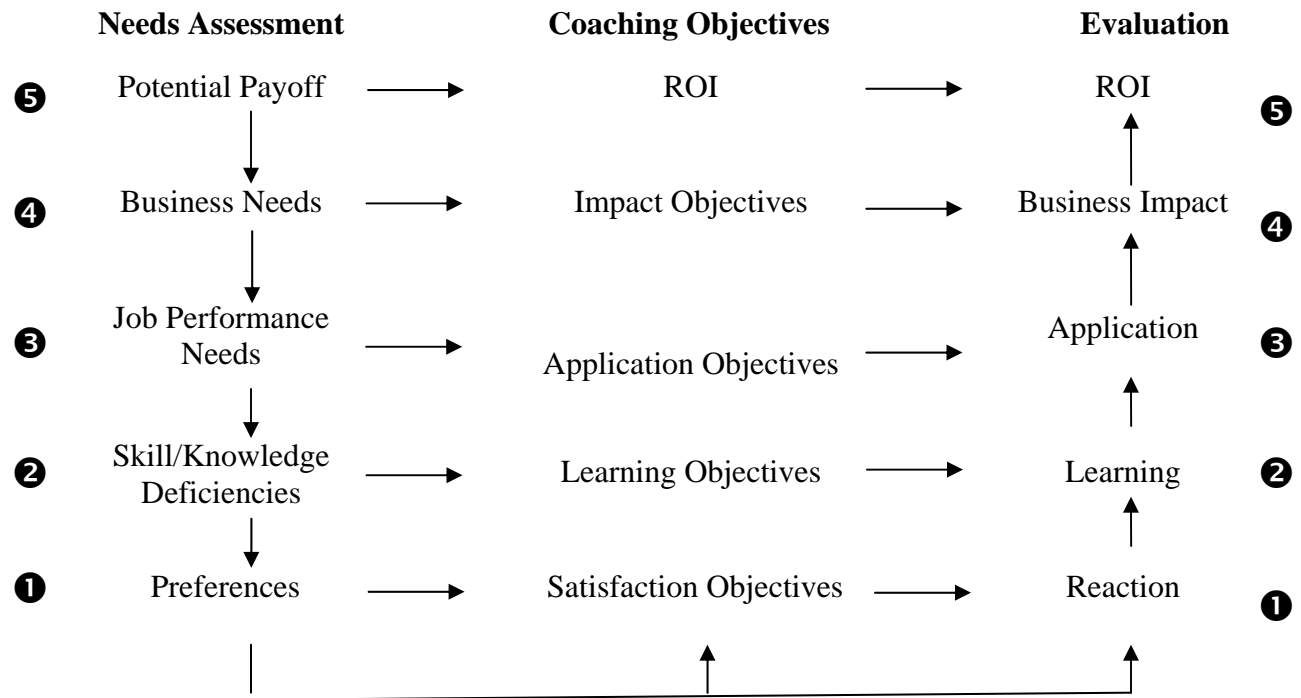 Needs Assessment Coaching Objectives Evaluation
❺ Potential Payoff ROI ROI ❺
❹ Business Needs Impact Objectives Business Impact ❹
❸ Job Performance
Needs Application Objectives Application ❸
❷ Skill/Knowledge
Deficiencies Learning Objectives Learning ❷
❶ Preferences Satisfaction Objectives Reaction ❶